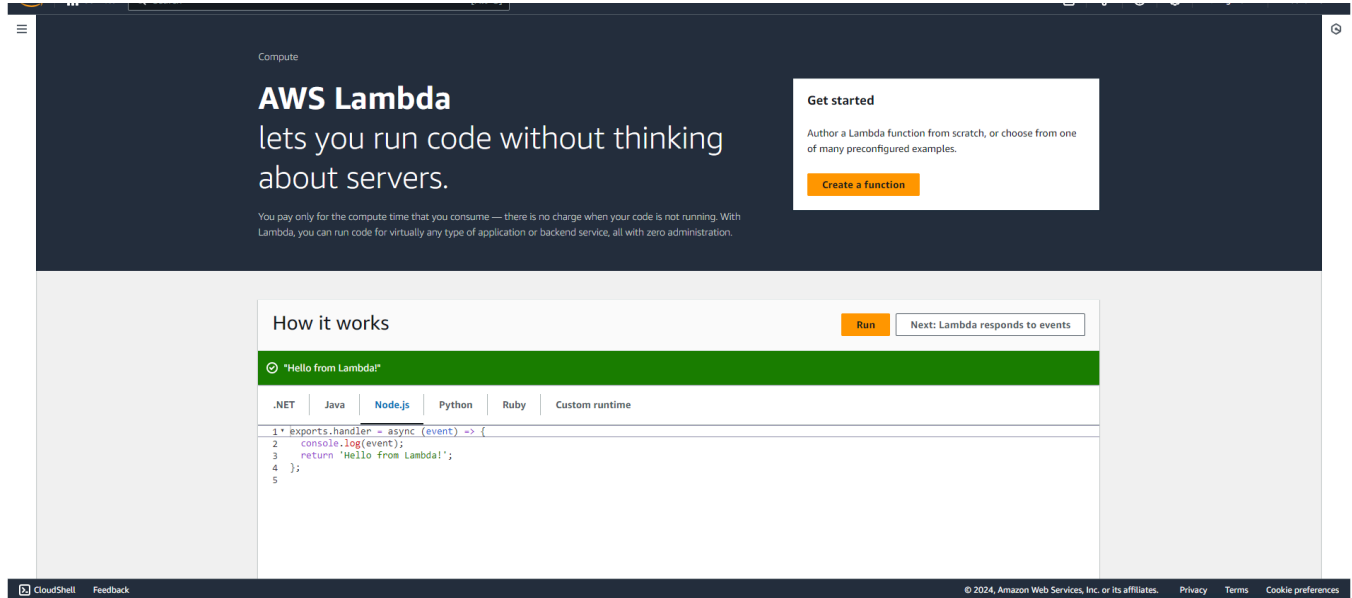 Compute
AWS Lambda
lets you run code without thinking
about servers.
You pay only for the compute time that you consume — there is no charge when your code is not running. With
Lambda, you can run code for virtually any type of application or backend service, all with zero administration.
Get started
Author a Lambda function from scratch, or choose from one
of many preconfigured examples.
Create a function
How it works
Run
Next: Lambda responds to events
"Hello from Lambda!"
.NET Java Node.js Python Ruby Custom runtime
1 exports.handler = async (event) => {
2 console.log(event);
3 return 'Hello from Lambda!';
4 };
5
CloudShell Feedback © 2024, Amazon Web Services, Inc. or its affiliates. Privacy Terms Cookie preferences